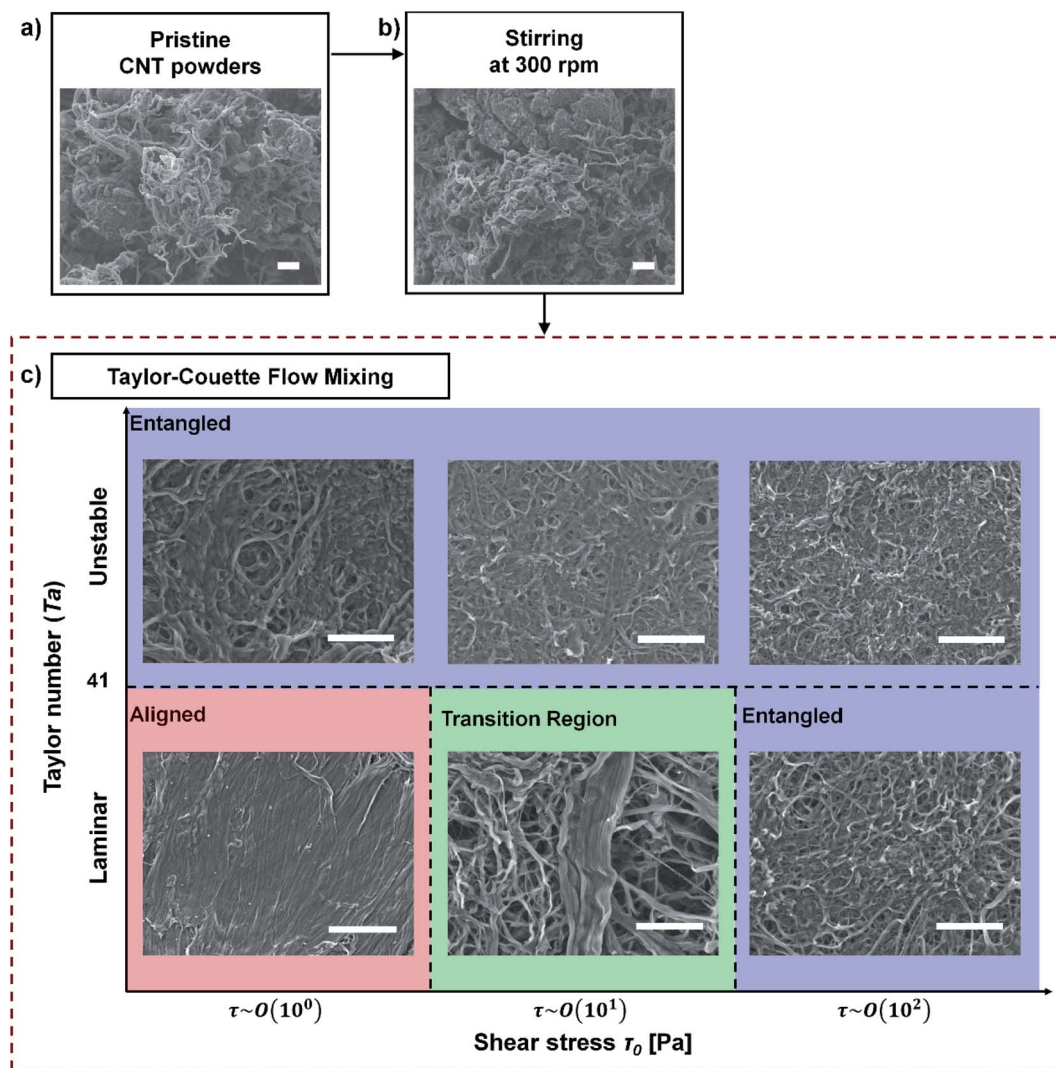 a)
Pristine
CNT powders
b)
Stirring
at 300 rpm
c)
Taylor-Couette Flow Mixing
Taylor number (Ta)
Unstable
41
Laminar
Entangled
Aligned
Transition Region
Entangled
τ~O(10⁰)
τ~O(10¹)
τ~O(10²)
Shear stress τ₀ [Pa]